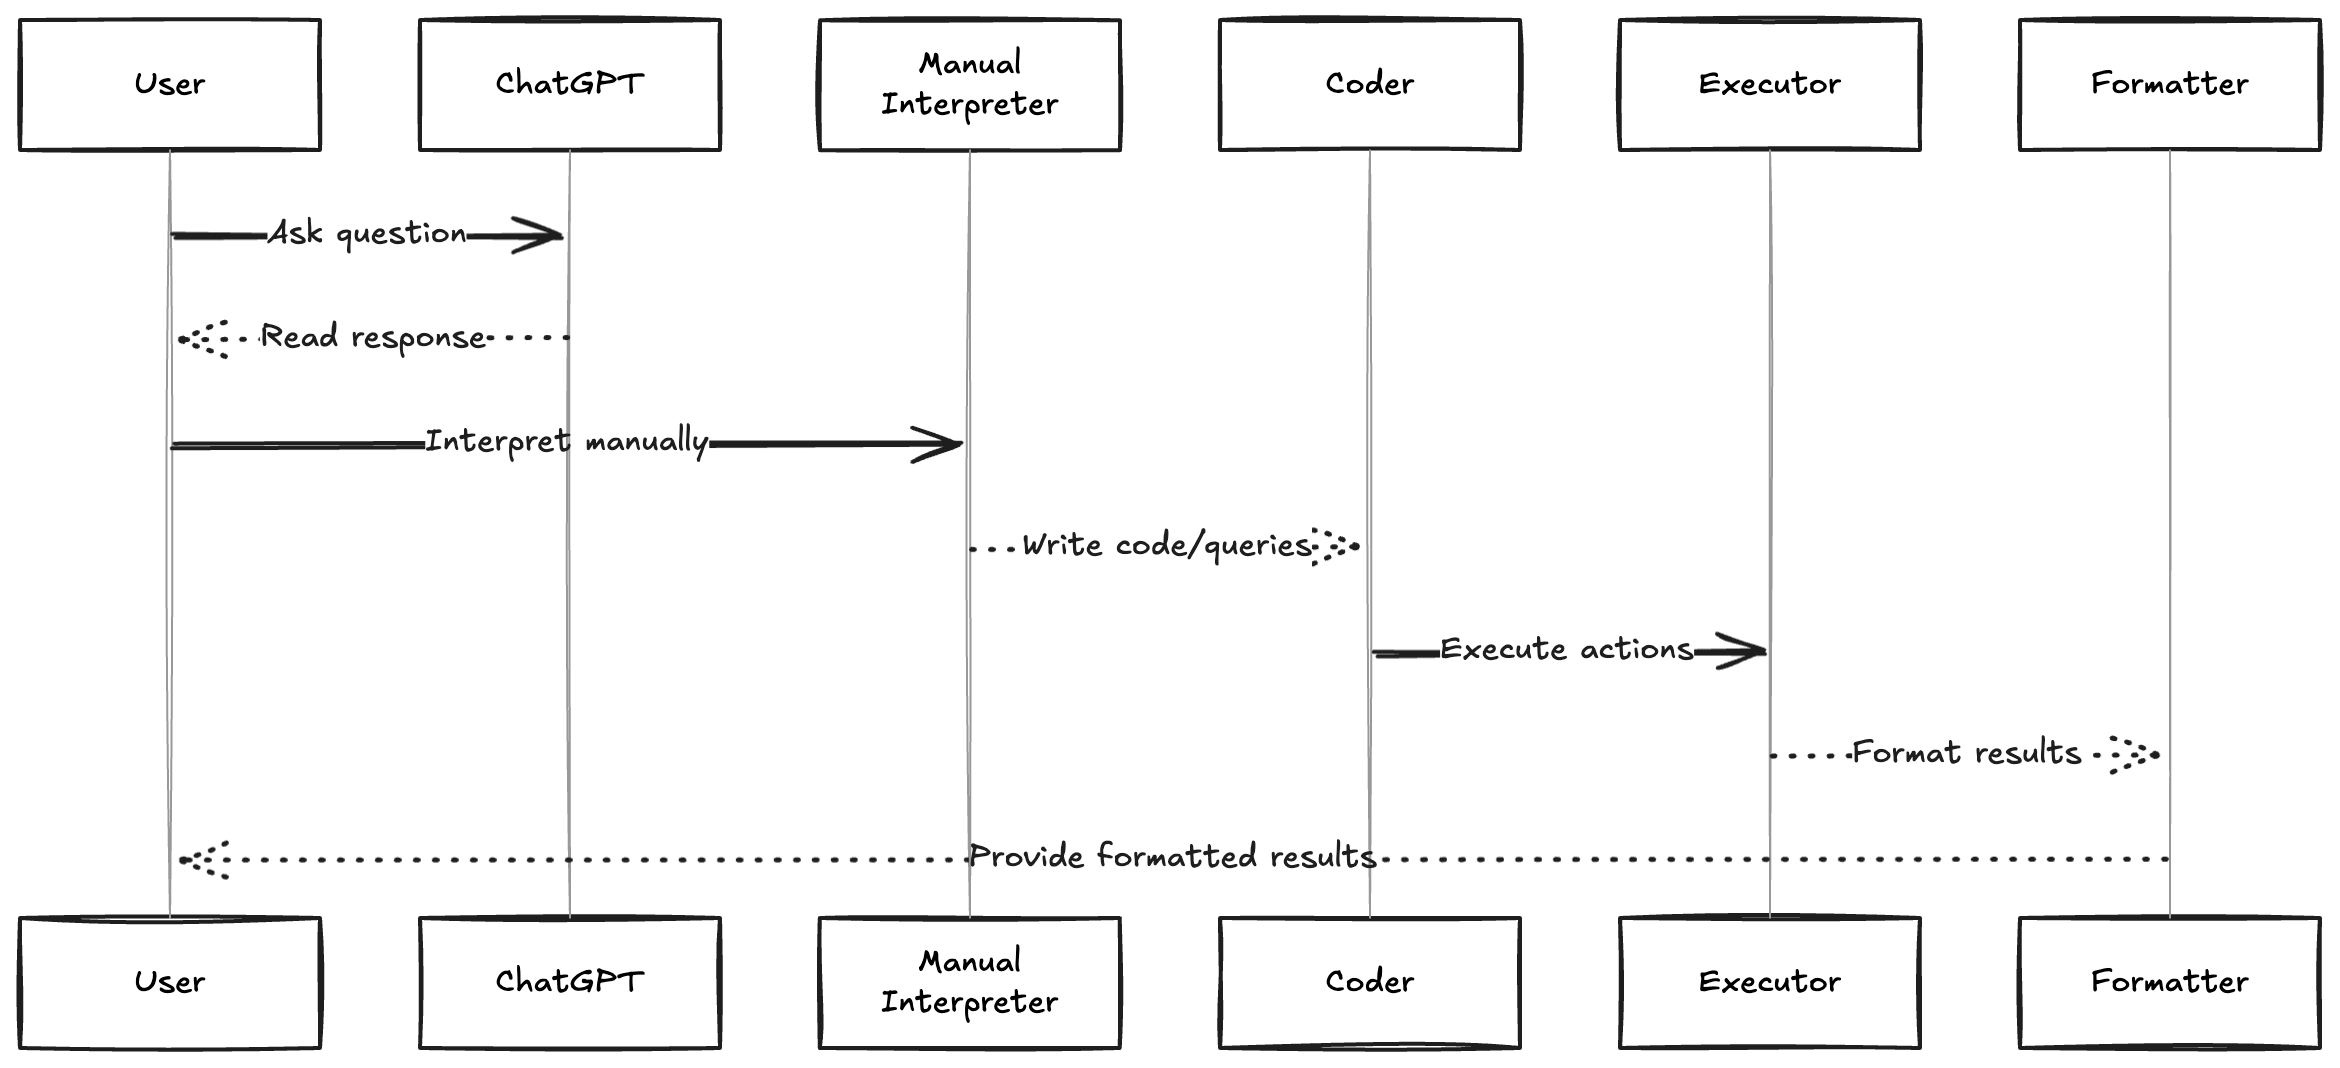 User
ChatGPT
Manual
Interpreter
Coder
Executor
Formatter
Ask question
Read response
Interpret manually
Write code/queries
Execute actions
Format results
Provide formatted results
User
ChatGPT
Manual
Interpreter
Coder
Executor
Formatter